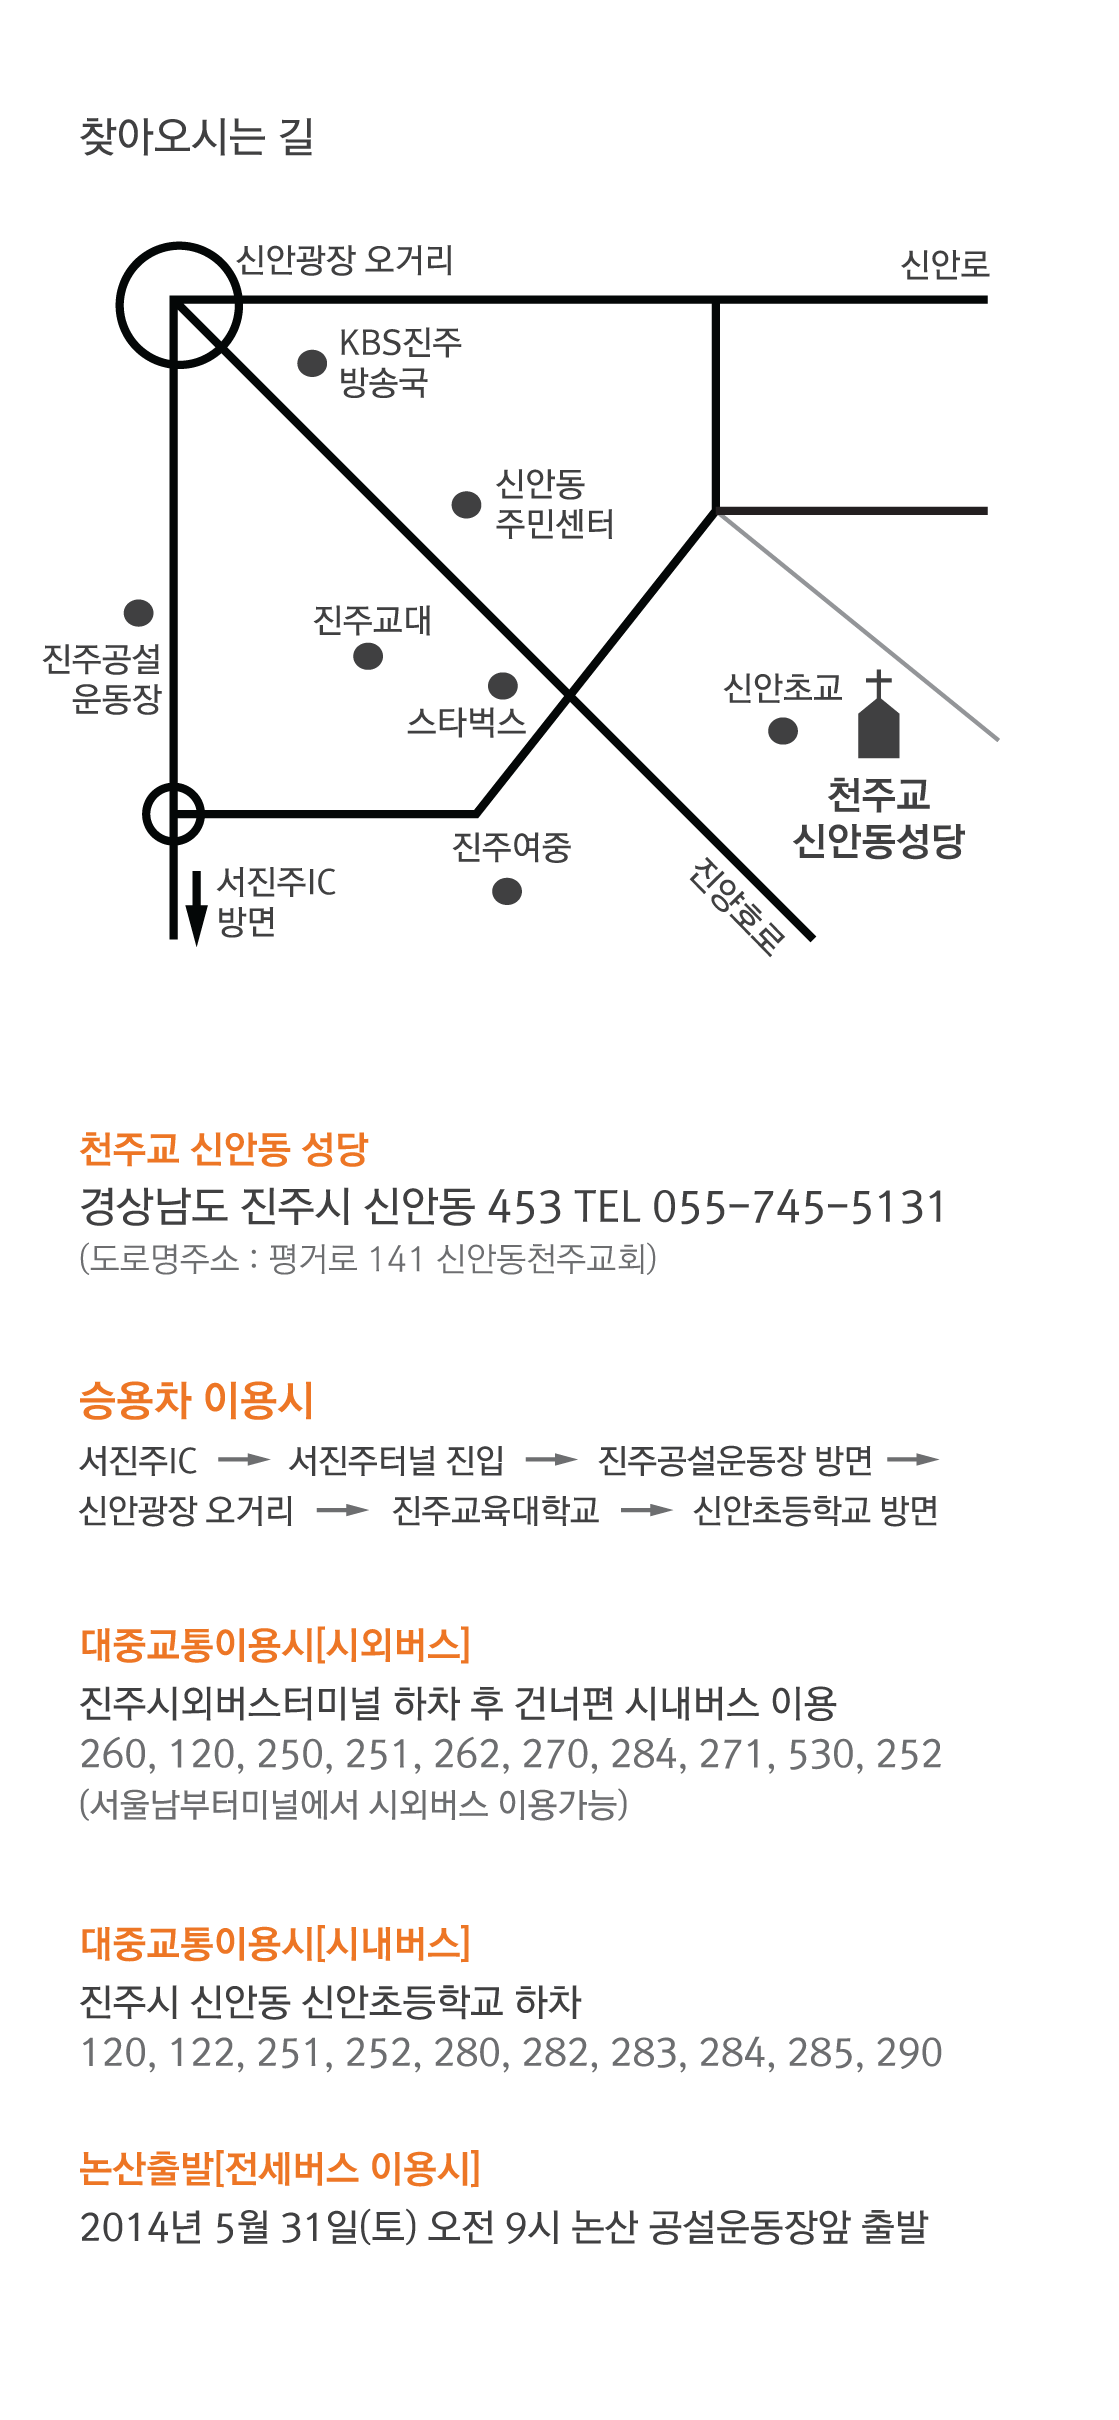 찾아오시는 길
신안광장 오거리
신안로
KBS진주
방송국
신안동
주민센터
진주교대
진주공설
운동장
스타벅스
신안초교
천주교
신안동성당
진주여중
서진주IC
방면
진양호로
천주교 신안동 성당
경상남도 진주시 신안동 453 TEL 055-745-5131
(도로명주소 : 평거로 141 신안동천주교회)
승용차 이용시
서진주IC → 서진주터널 진입 → 진주공설운동장 방면 →
신안광장 오거리 → 진주교육대학교 → 신안초등학교 방면
대중교통이용시[시외버스]
진주시외버스터미널 하차 후 건너편 시내버스 이용
260, 120, 250, 251, 262, 270, 284, 271, 530, 252
(서울남부터미널에서 시외버스 이용가능)
대중교통이용시[시내버스]
진주시 신안동 신안초등학교 하차
120, 122, 251, 252, 280, 282, 283, 284, 285, 290
논산출발[전세버스 이용시]
2014년 5월 31일(토) 오전 9시 논산 공설운동장앞 출발